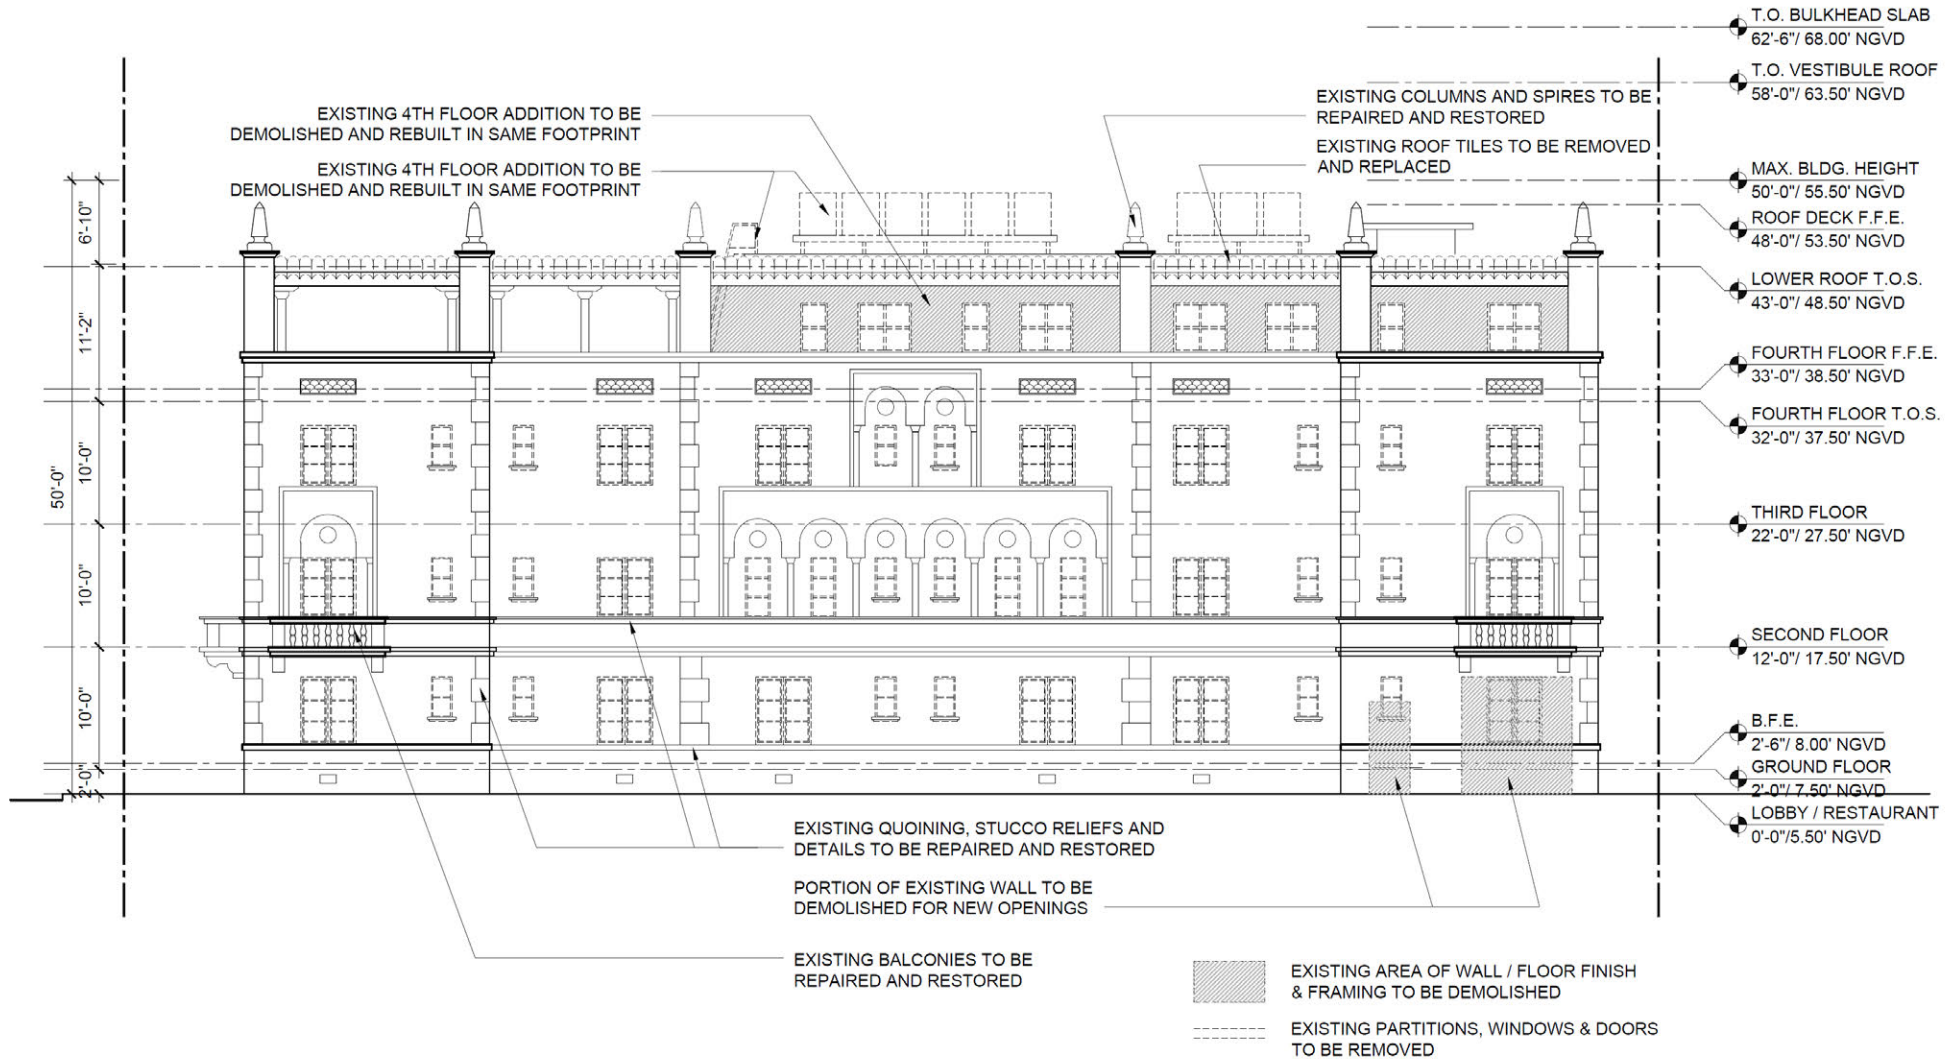 T.O. BULKHEAD SLAB
62'-6"/ 68.00' NGVD
T.O. VESTIBULE ROOF
58'-0"/ 63.50' NGVD
EXISTING 4TH FLOOR ADDITION TO BE
DEMOLISHED AND REBUILT IN SAME FOOTPRINT
EXISTING 4TH FLOOR ADDITION TO BE
DEMOLISHED AND REBUILT IN SAME FOOTPRINT
EXISTING COLUMNS AND SPIRES TO BE
REPAIRED AND RESTORED
EXISTING ROOF TILES TO BE REMOVED
AND REPLACED
MAX. BLDG. HEIGHT
50'-0"/ 55.50' NGVD
ROOF DECK F.F.E.
48'-0"/ 53.50' NGVD
LOWER ROOF T.O.S.
43'-0"/ 48.50' NGVD
FOURTH FLOOR F.F.E.
33'-0"/ 38.50' NGVD
FOURTH FLOOR T.O.S.
32'-0"/ 37.50' NGVD
THIRD FLOOR
22'-0"/ 27.50' NGVD
SECOND FLOOR
12'-0"/ 17.50' NGVD
B.F.E.
2'-6"/ 8.00' NGVD
GROUND FLOOR
2'-0"/ 7.50' NGVD
LOBBY / RESTAURANT
0'-0"/5.50' NGVD
6'-10"
11'-2"
10'-0"
50'-0"
10'-0"
10'-0"
2'-0"
EXISTING QUOINING, STUCCO RELIEFS AND
DETAILS TO BE REPAIRED AND RESTORED
PORTION OF EXISTING WALL TO BE
DEMOLISHED FOR NEW OPENINGS
EXISTING BALCONIES TO BE
REPAIRED AND RESTORED
EXISTING AREA OF WALL / FLOOR FINISH
& FRAMING TO BE DEMOLISHED
EXISTING PARTITIONS, WINDOWS & DOORS
TO BE REMOVED